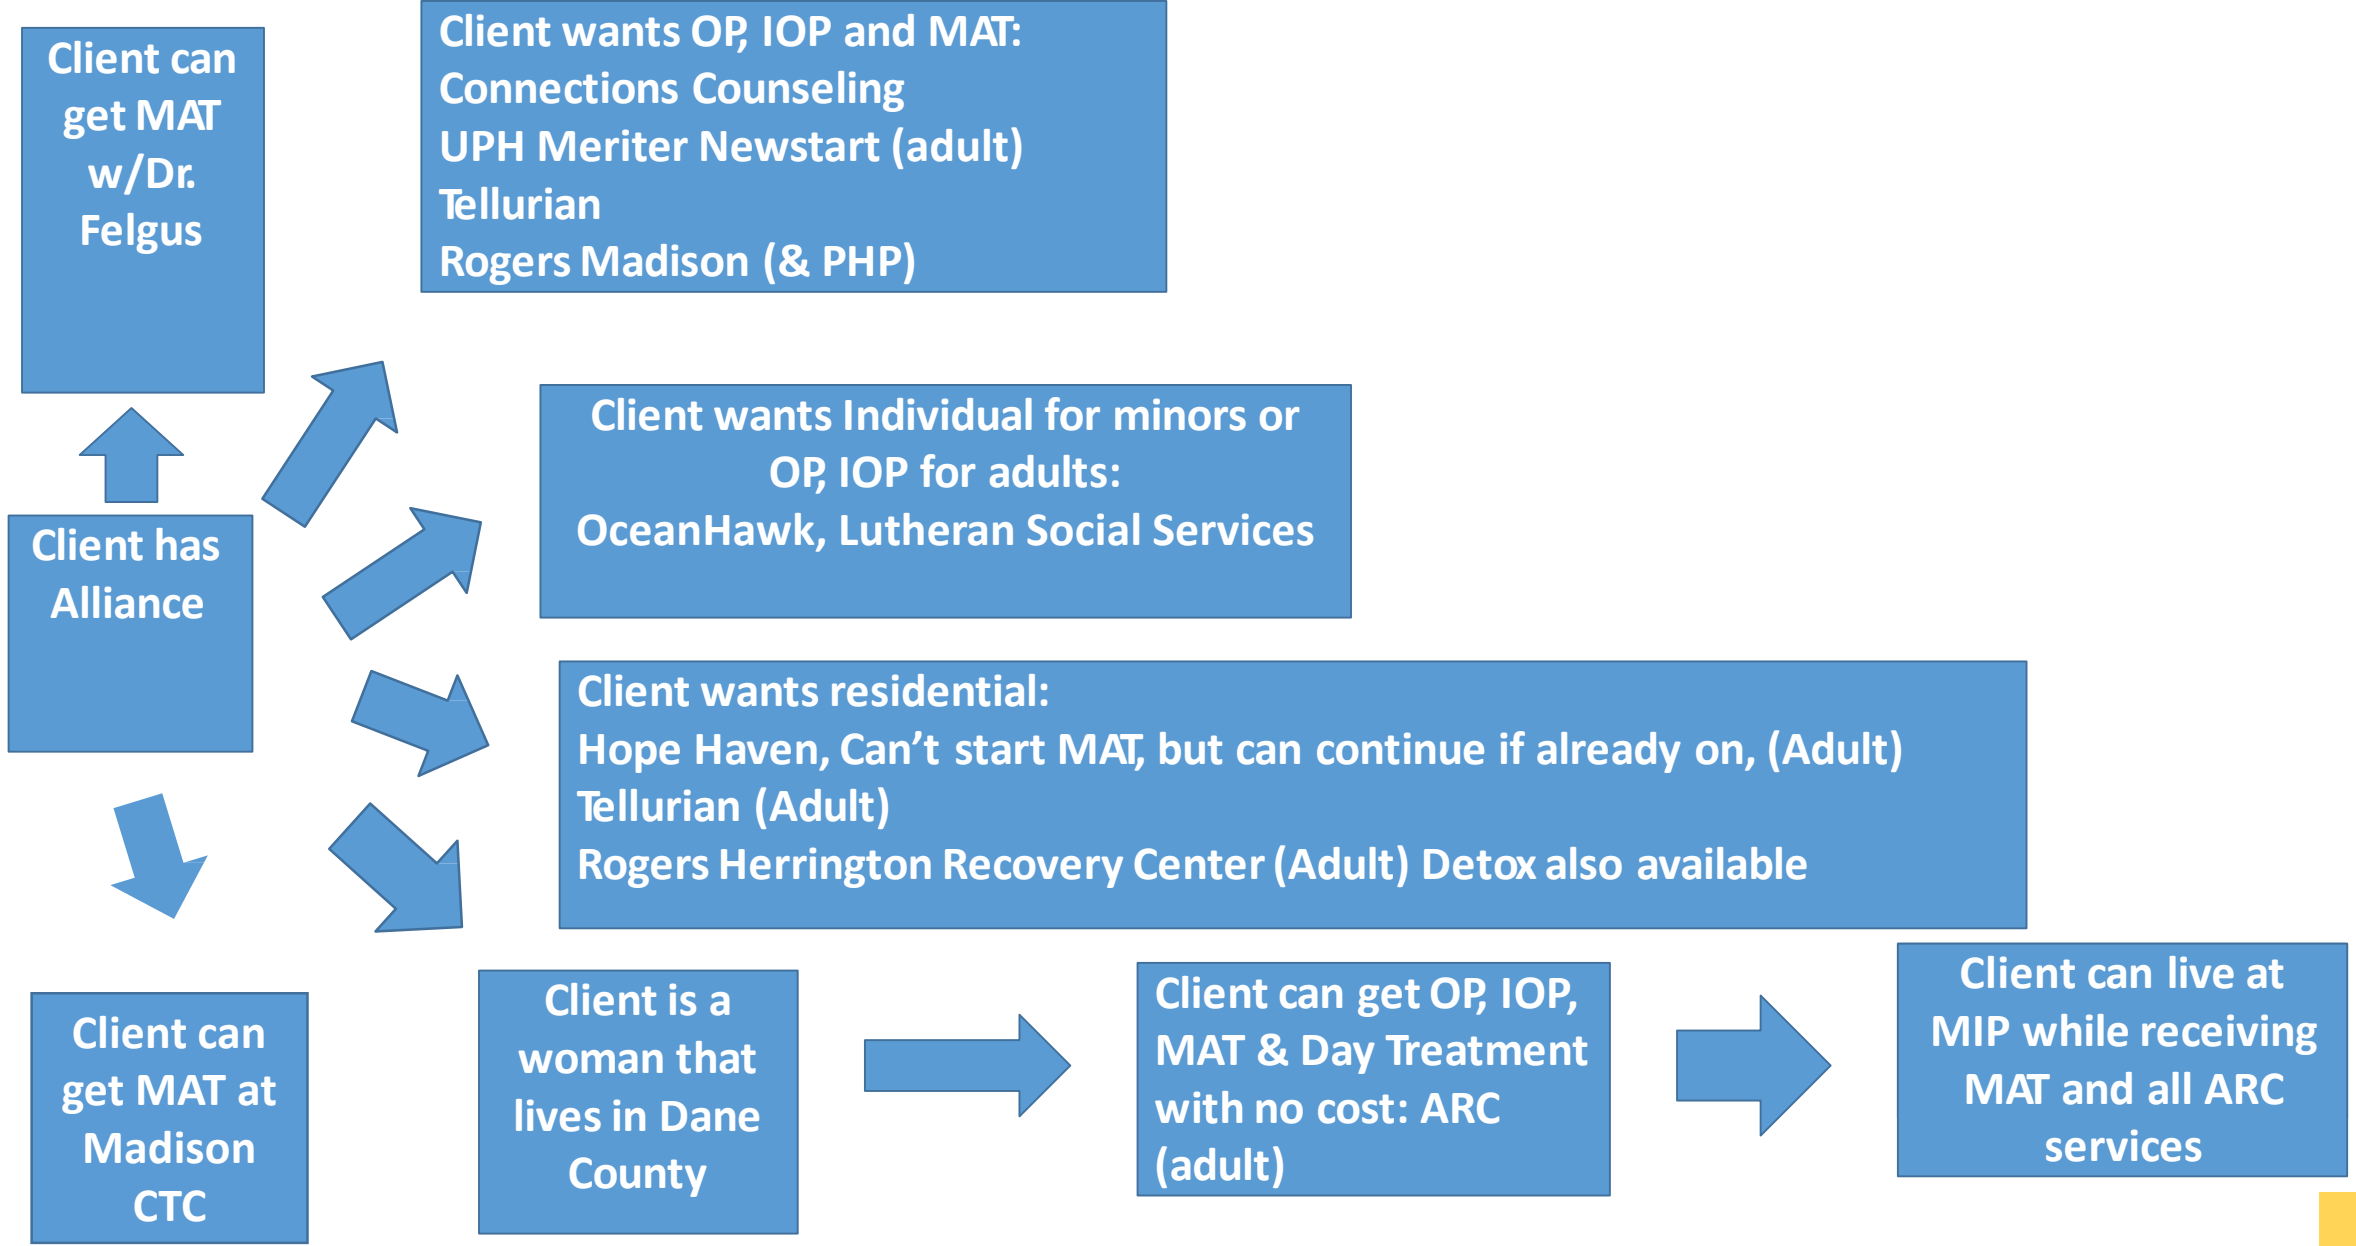 Client can
get MAT
w/Dr.
Felgus
Client wants OP, IOP and MAT:
Connections Counseling
UPH Meriter Newstart (adult)
Tellurian
Rogers Madison (& PHP)
Client wants Individual for minors or
OP, IOP for adults:
OceanHawk, Lutheran Social Services
Client has
Alliance
Client wants residential:
Hope Haven, Can’t start MAT, but can continue if already on, (Adult)
Tellurian (Adult)
Rogers Herrington Recovery Center (Adult) Detox also available
Client can
get MAT at
Madison
CTC
Client is a
woman that
lives in Dane
County
Client can get OP, IOP,
MAT & Day Treatment
with no cost: ARC
(adult)
Client can live at
MIP while receiving
MAT and all ARC
services